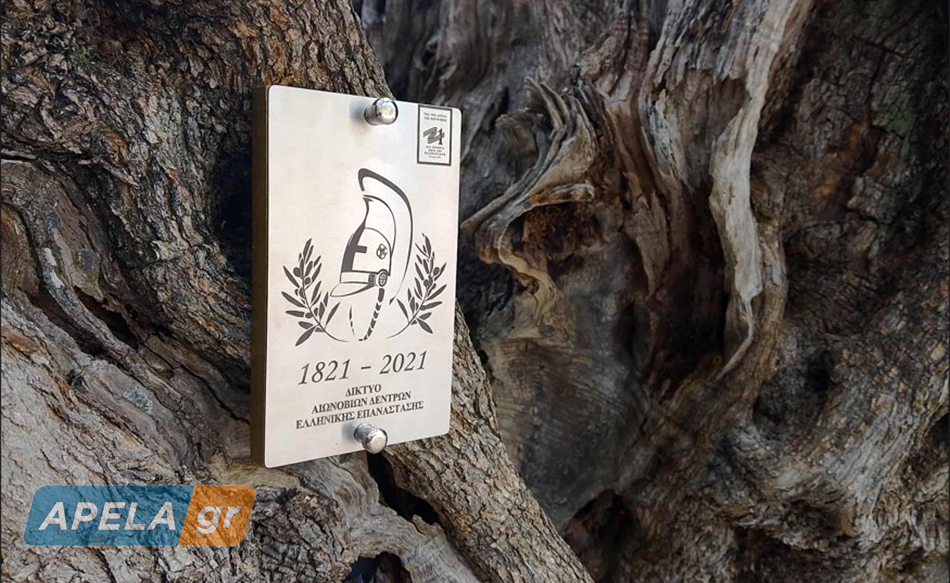 1821 - 2021
ΔΙΚΤΥΟ
ΑΙΩΝΟΒΙΩΝ ΔΕΝΤΡΩΝ
ΕΛΛΗΝΙΚΗΣ ΕΠΑΝΑΣΤΑΣΗΣ
APELA gr